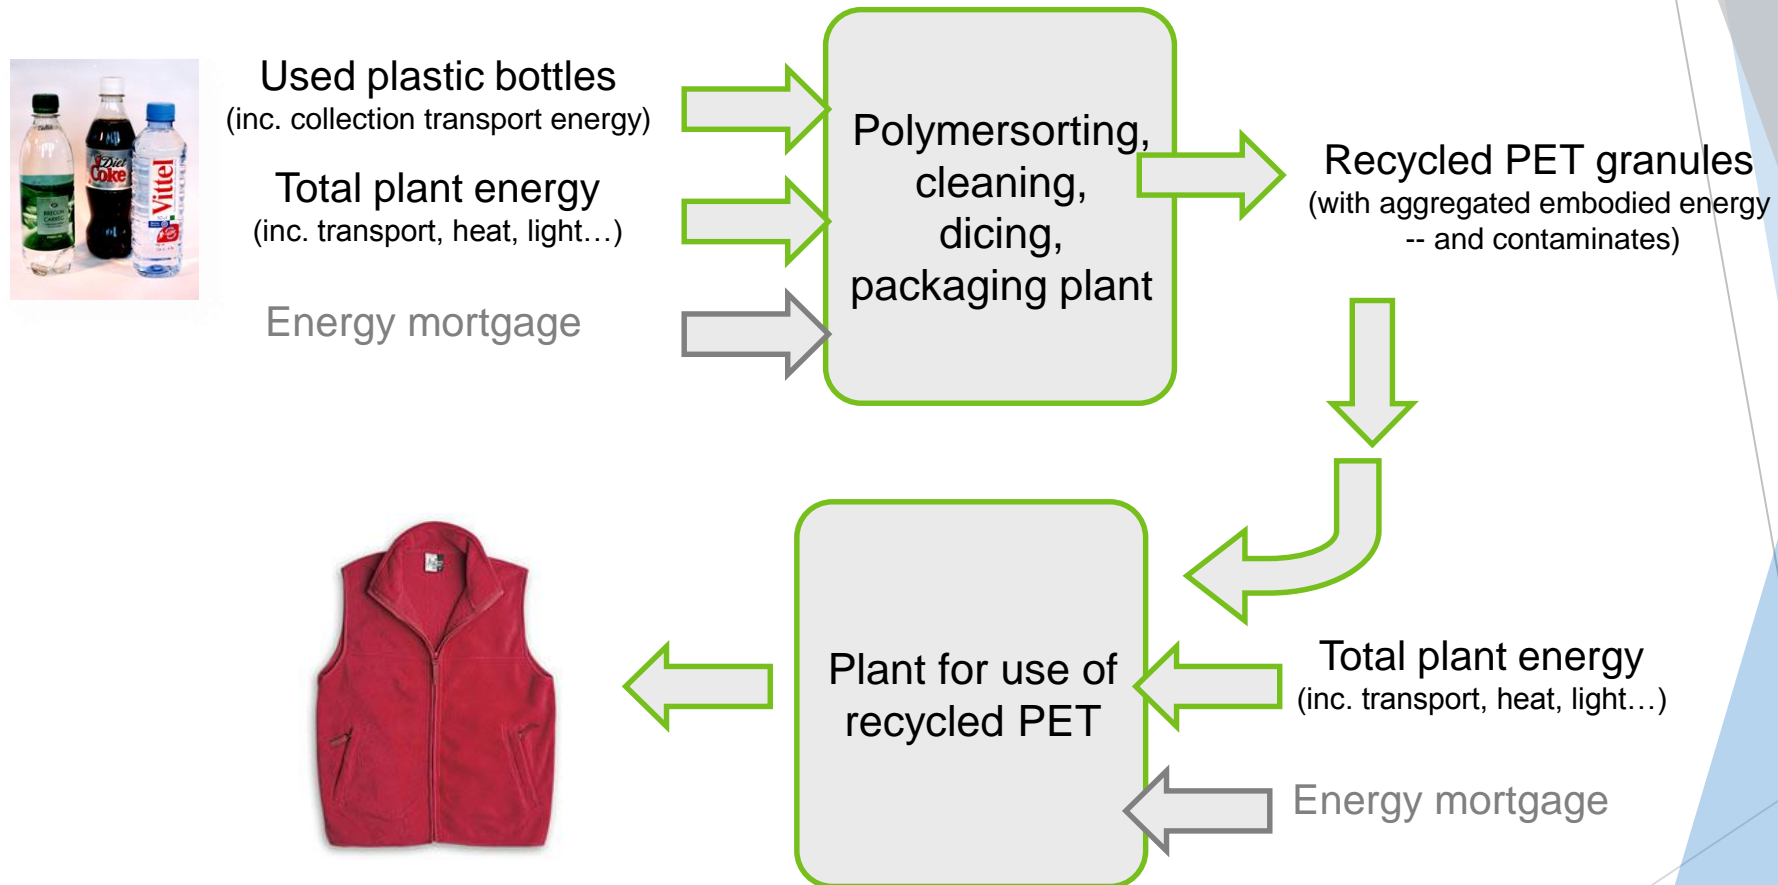 Used plastic bottles
(inc. collection transport energy)
Total plant energy
(inc. transport, heat, light…)
Energy mortgage
Diet
Coke
Vittel
BRECON
CARREG
Polymersorting,
cleaning,
dicing,
packaging plant
Recycled PET granules
(with aggregated embodied energy
-- and contaminates)
Plant for use of
recycled PET
Total plant energy
(inc. transport, heat, light…)
Energy mortgage